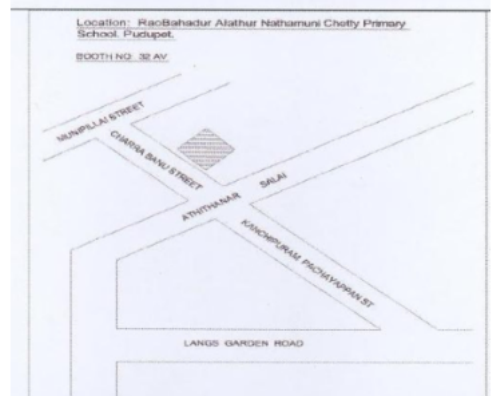 Location: RaoBahadur Alathur Nathamuni Chetty Primary
School, Pudupet.
BOOTH NO: 32 AV
MUNIPILLAI STREET
CHARRA BANU STREET
ATHITHANAR SALAI
KANCHIPURAM PACHAYAPPAN ST
LANGS GARDEN ROAD